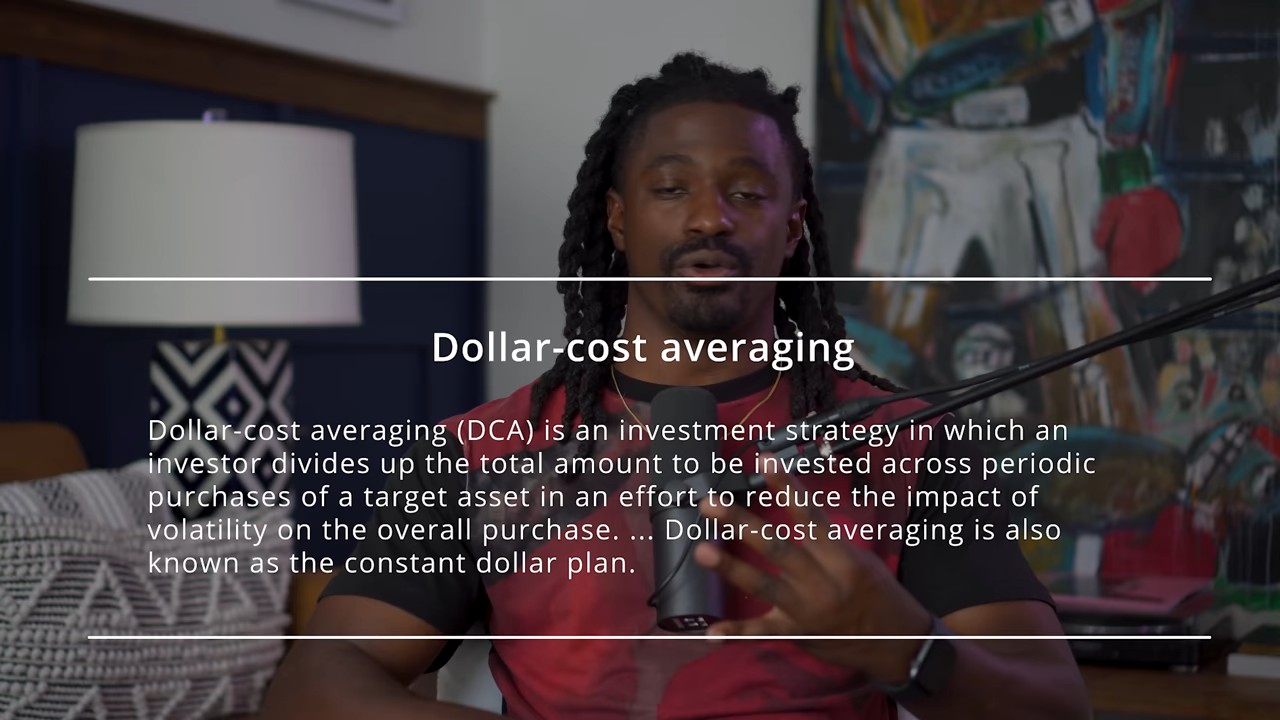 Dollar-cost averaging
Dollar-cost averaging (DCA) is an investment strategy in which an
investor divides up the total amount to be invested across periodic
purchases of a target asset in an effort to reduce the impact of
volatility on the overall purchase. ... Dollar-cost averaging is also
known as the constant dollar plan.